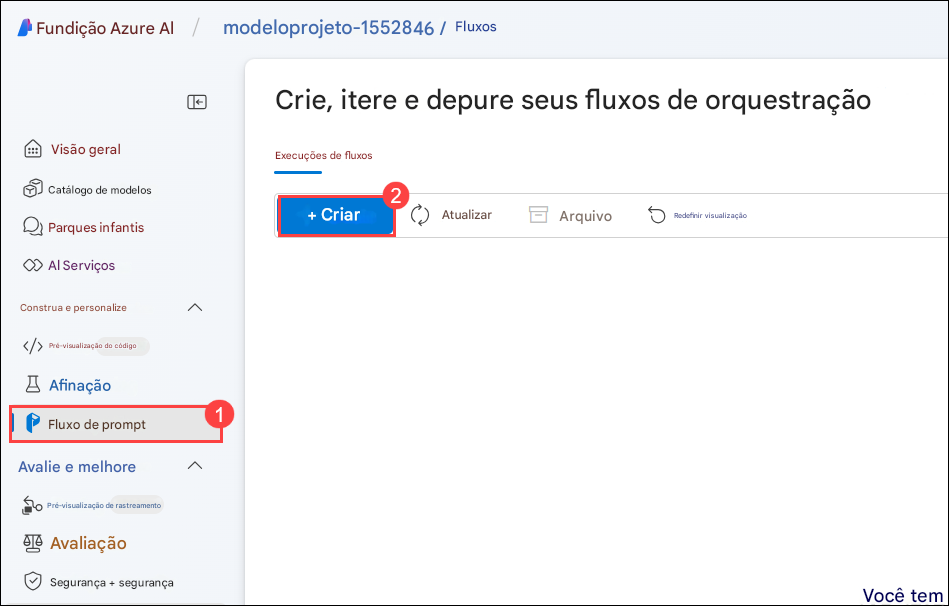 Fundição Azure Al / modeloprojeto-1552846 / Fluxos
Crie, itere e depure seus fluxos de orquestração
Execuções de fluxos
+ Criar
2
Atualizar
Arquivo
Redefinir visualização
Visão geral
Catálogo de modelos
Parques infantis
Al Serviços
Construa e personalize
Pré-visualização do código
Afinação
Fluxo de prompt
1
Avalie e melhore
Pré-visualização de rastreamento
Avaliação
Segurança + segurança
Você tem